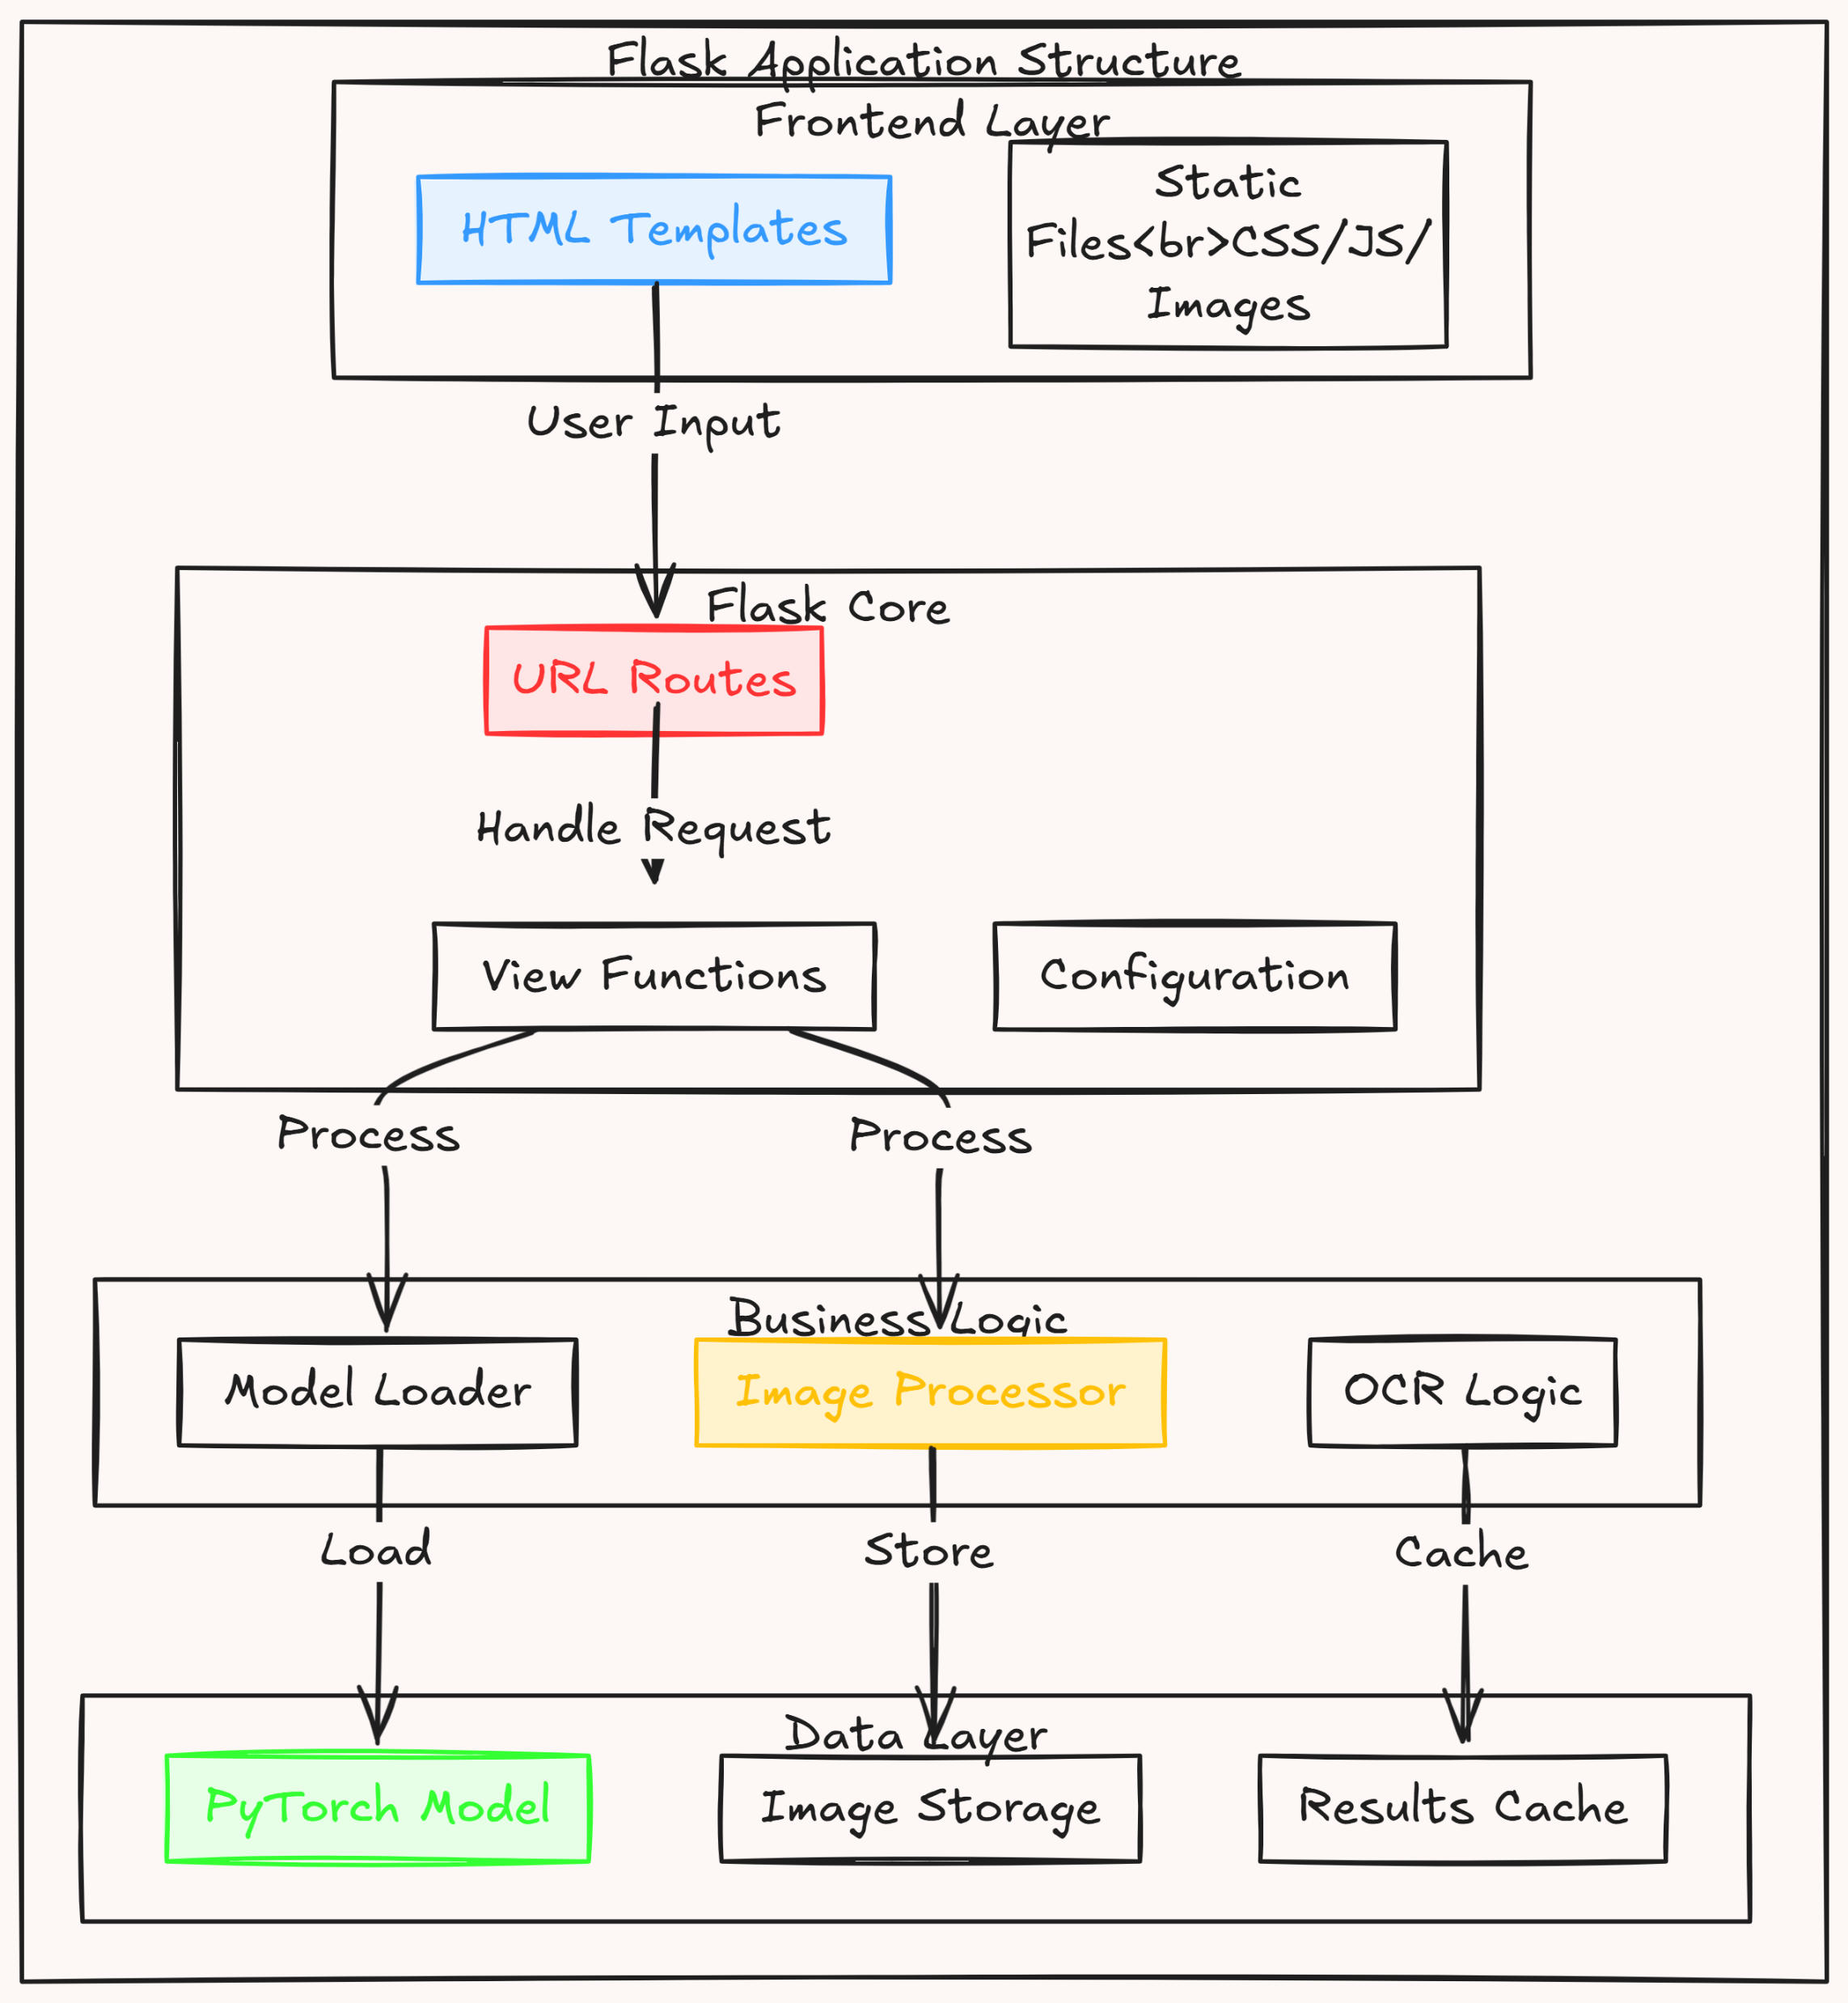 Flask Application Structure
Frontend Layer
HTML Templates
Static
Files<br>CSS/JS/
Images
User Input
Flask Core
URL Routes
Handle Request
View Functions
Configuration
Process
Process
Business Logic
Model Loader
Image Processor
OCR Logic
Load
Store
Cache
Data Layer
PyTorch Model
Image Storage
Results Cache